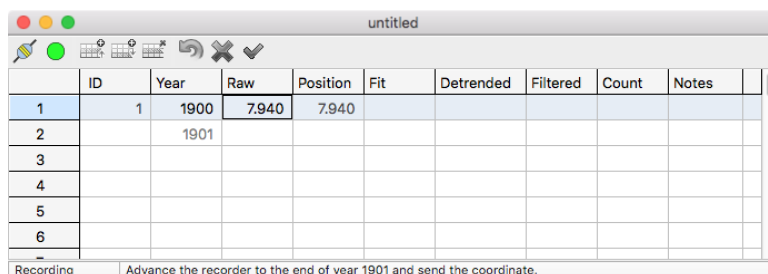 untitled
ID Year Raw Position Fit Detrended Filtered Count Notes
1 1 1900 7.940 7.940
2 1901
3
4
5
6
Recording Advance the recorder to the end of year 1901 and send the coordinate.